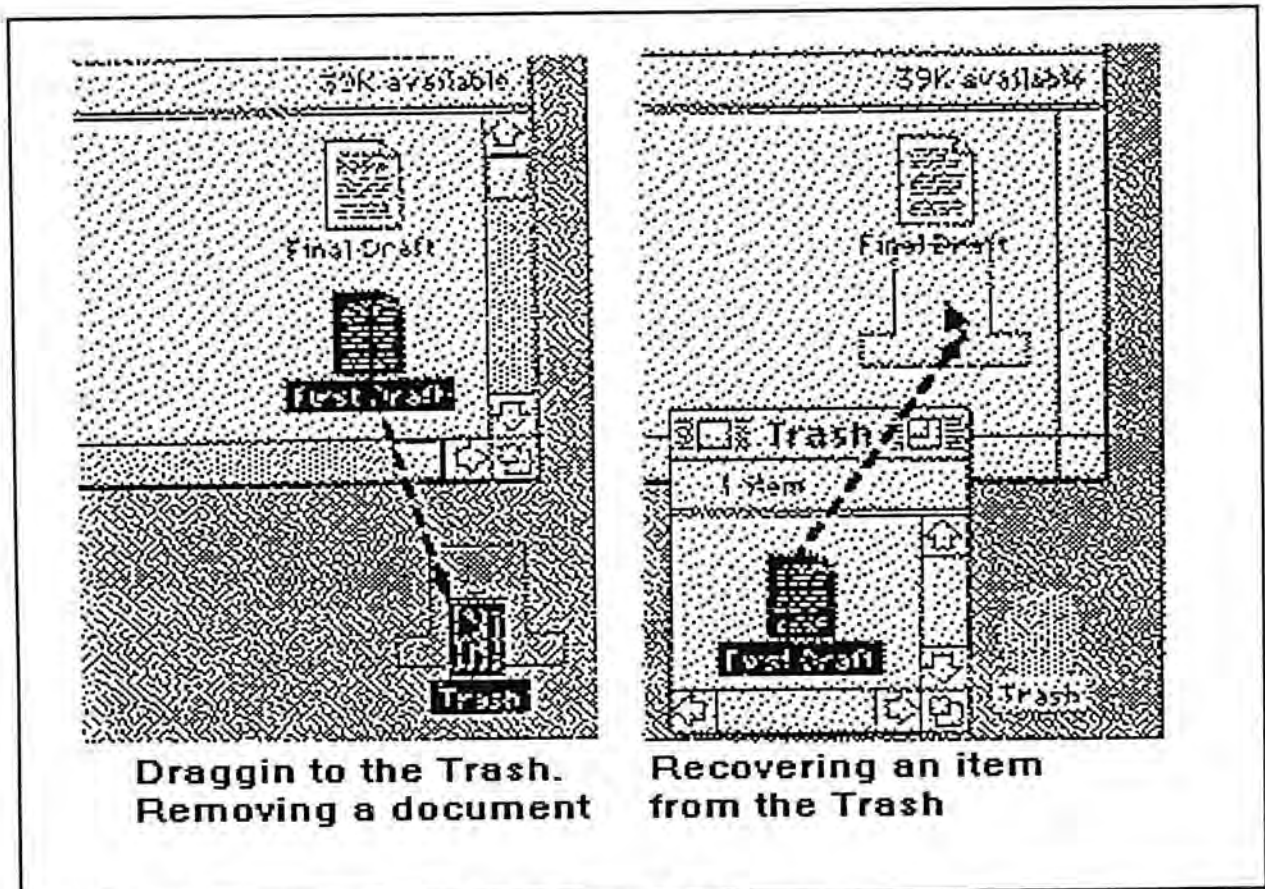 39K available
Final Draft
First Draft
Trash
Draggin to the Trash.
Removing a document
39K available
Final Draft
Trash
1 item
First Draft
Trash
Recovering an item
from the Trash